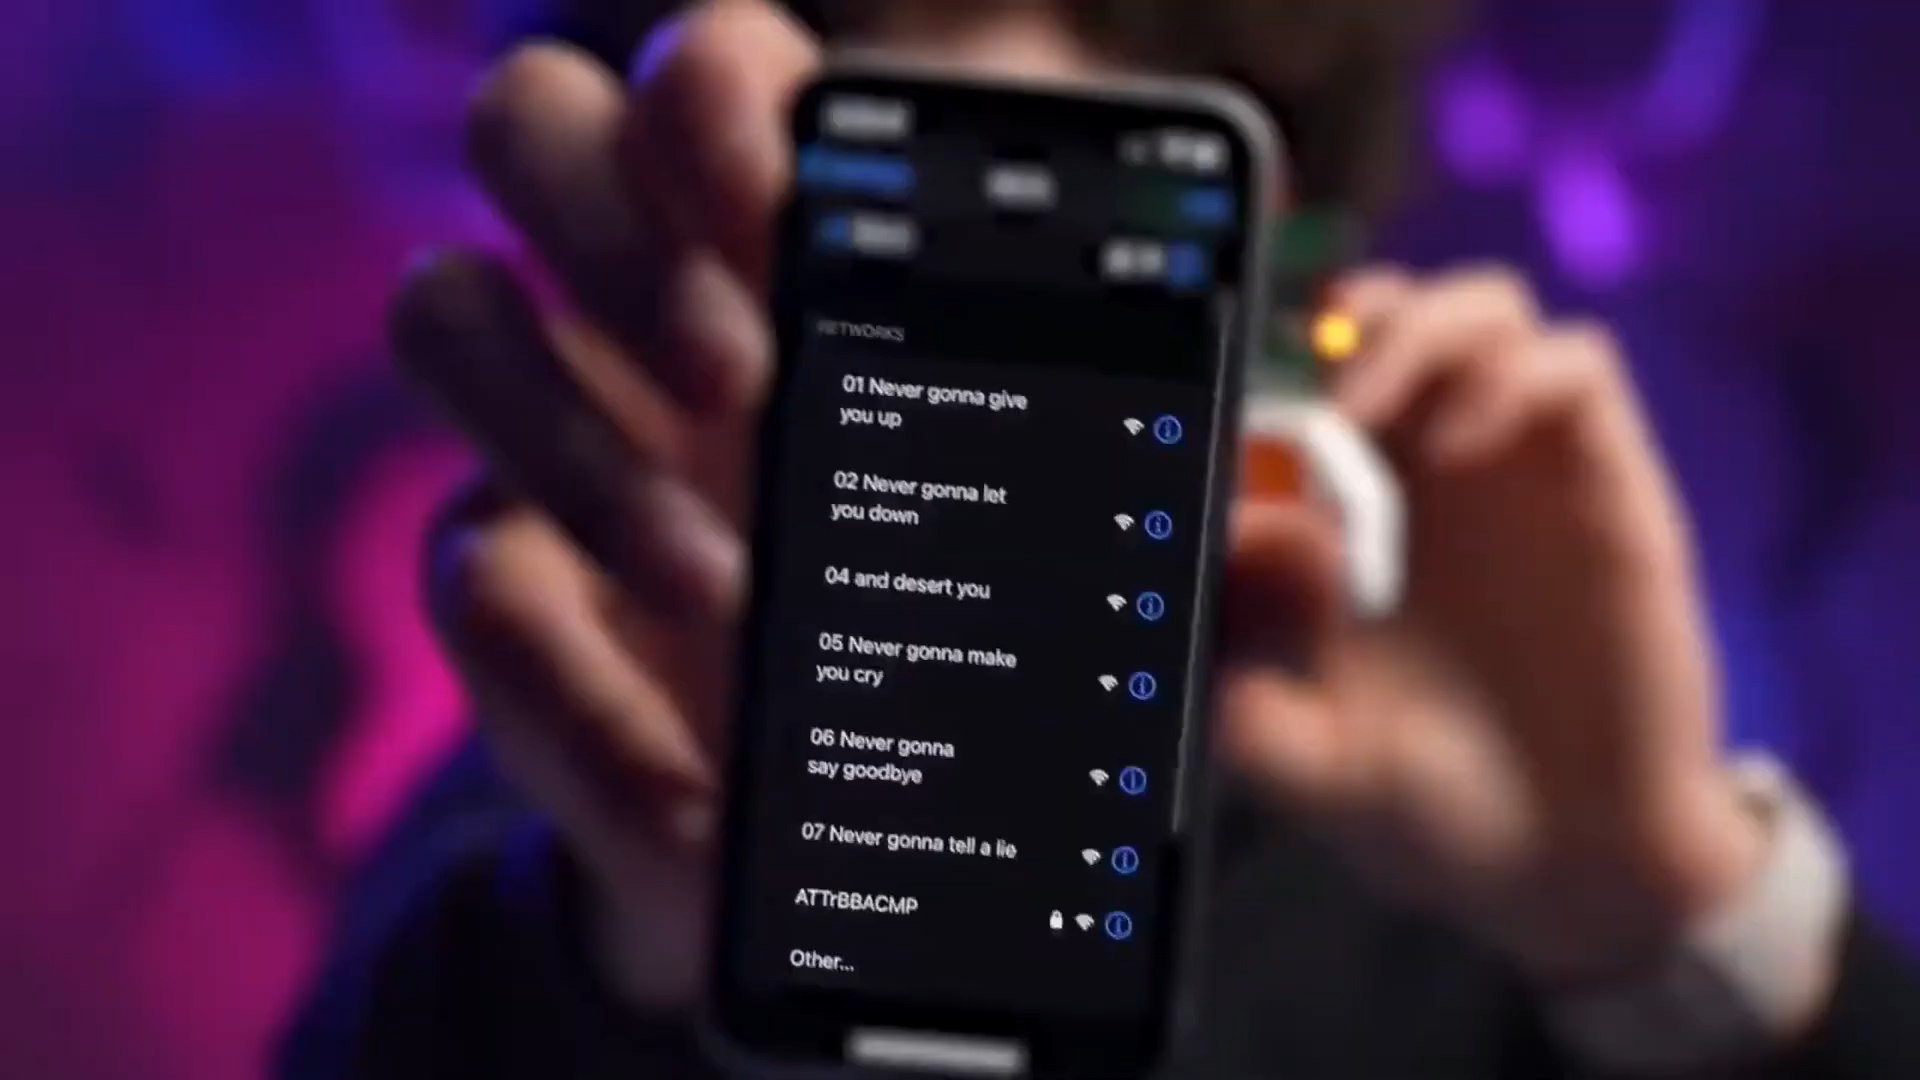 NETWORKS
01 Never gonna give
you up
02 Never gonna let
you down
04 and desert you
05 Never gonna make
you cry
06 Never gonna
say goodbye
07 Never gonna tell a lie
ATTrBBACMP
Other...